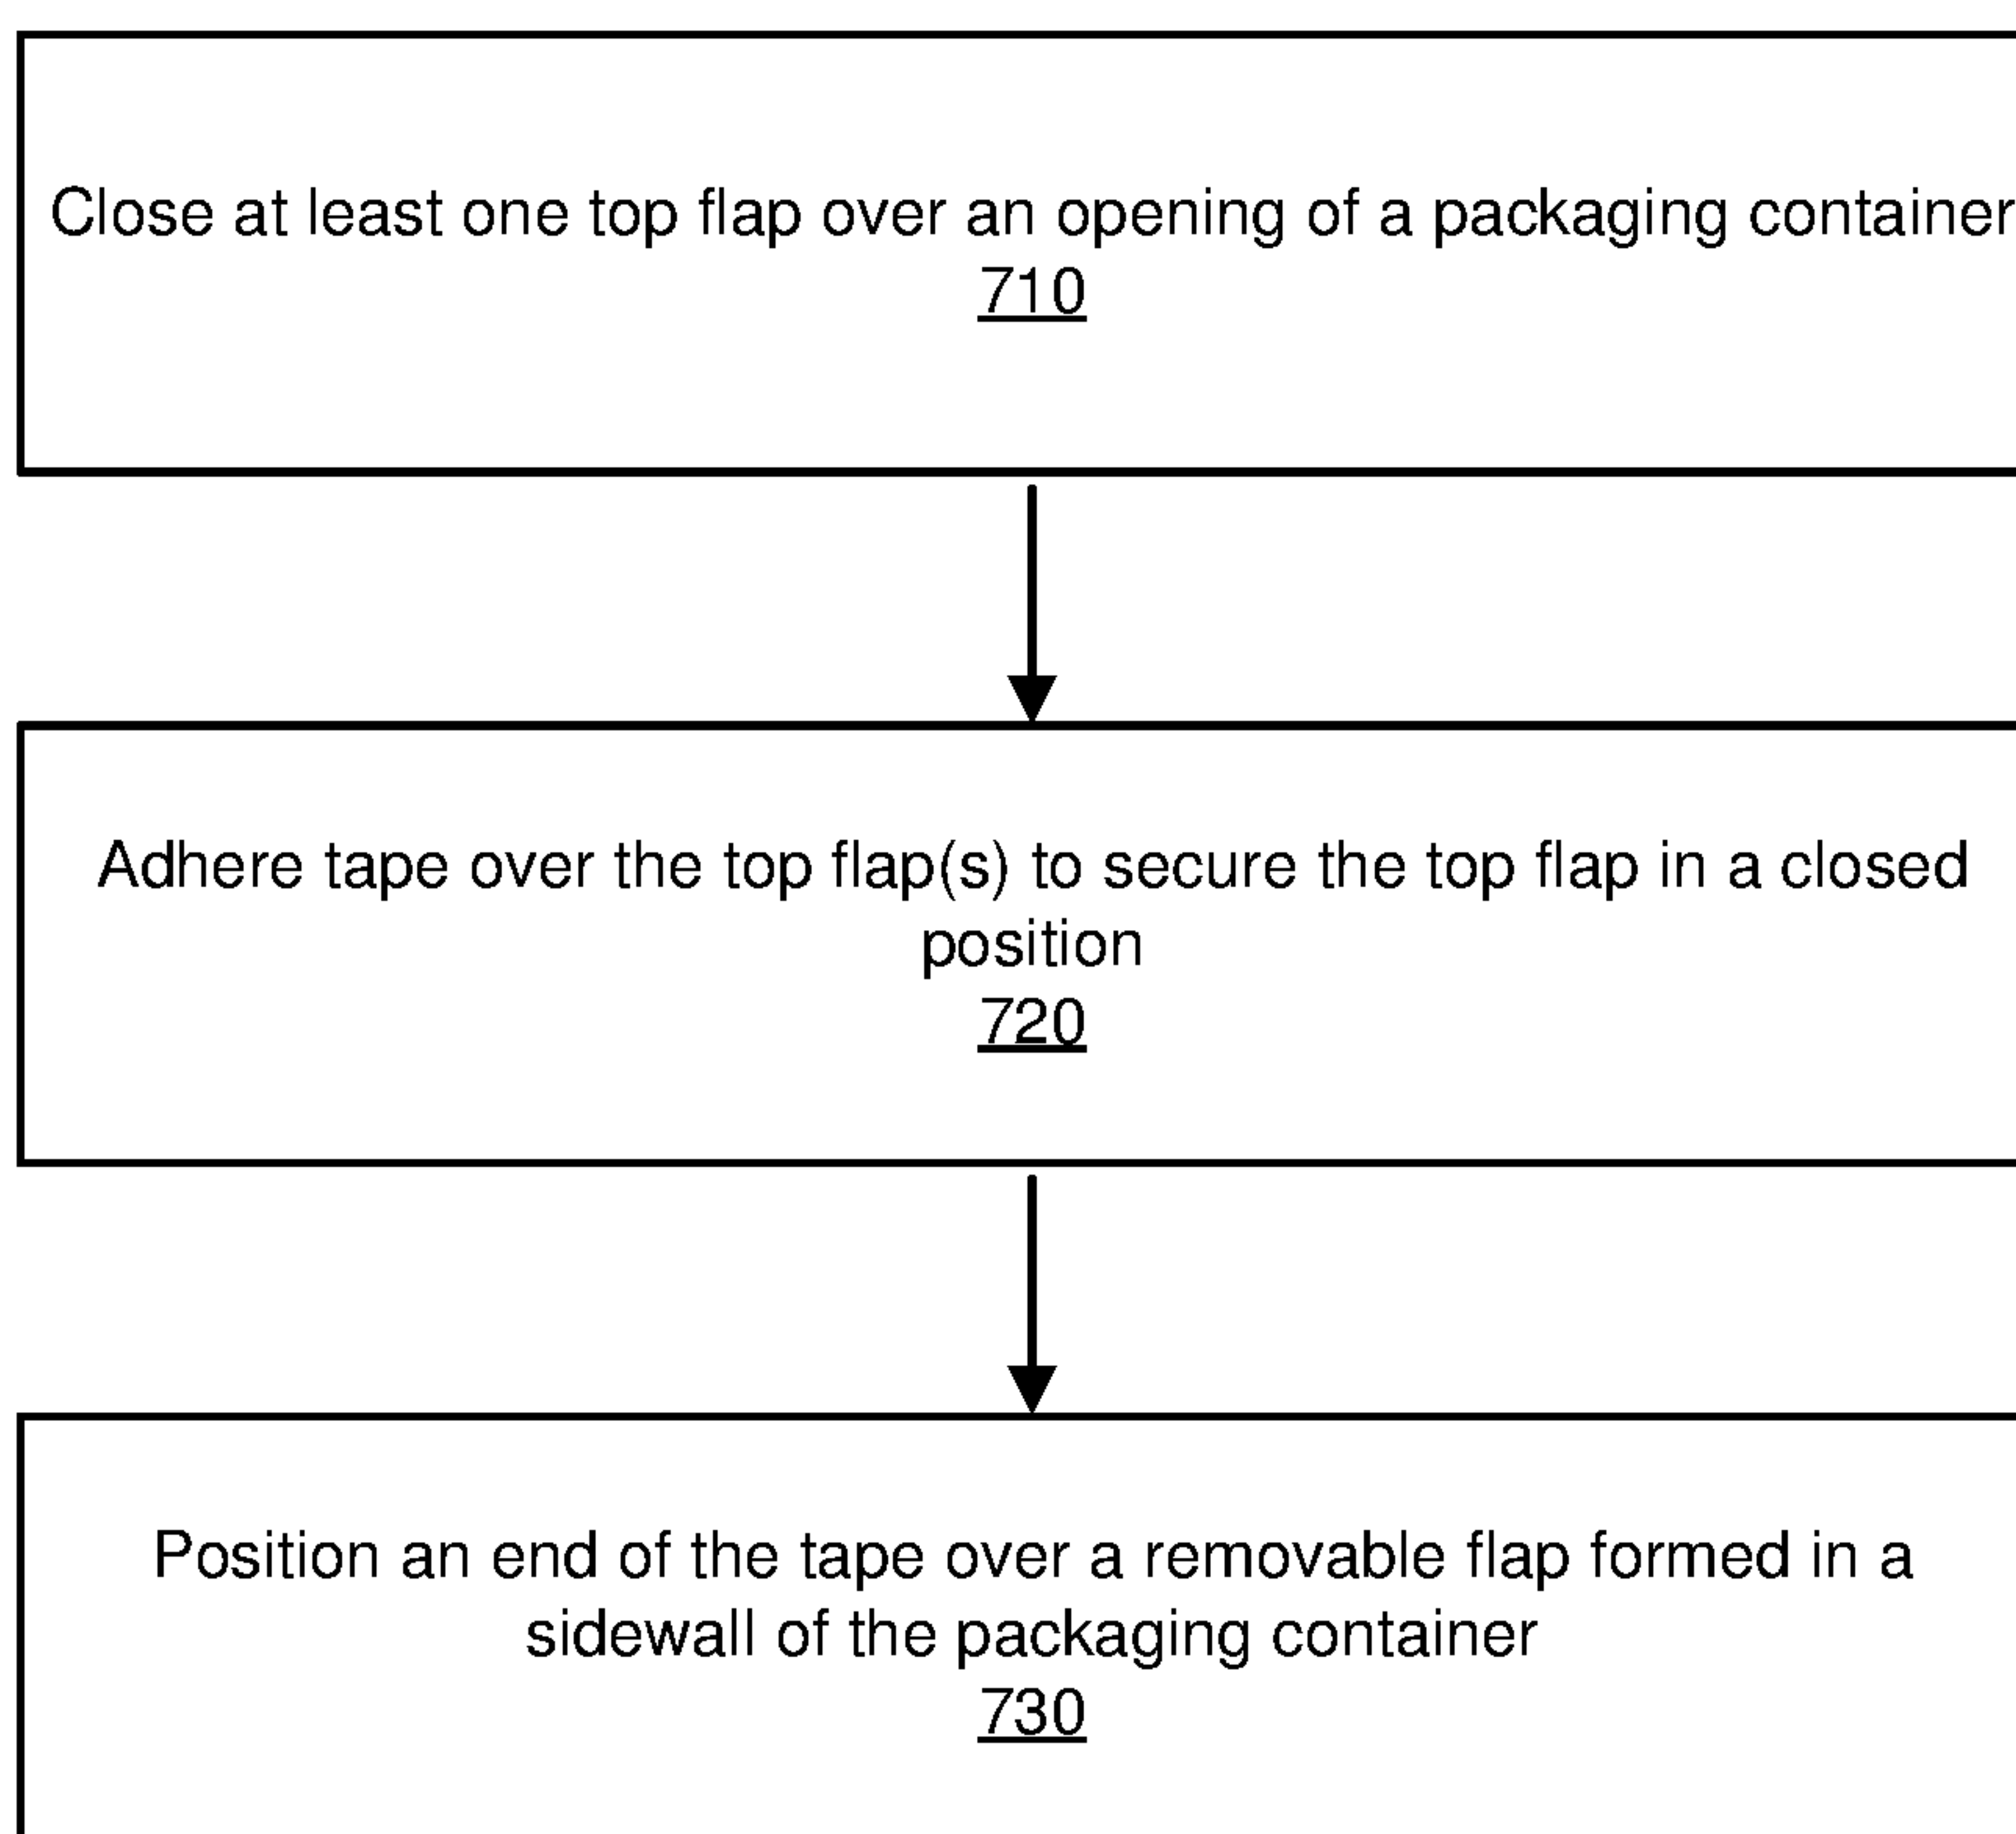 Close at least one top flap over an opening of a packaging container
710
Adhere tape over the top flap(s) to secure the top flap in a closed
position
720
Position an end of the tape over a removable flap formed in a
sidewall of the packaging container
730